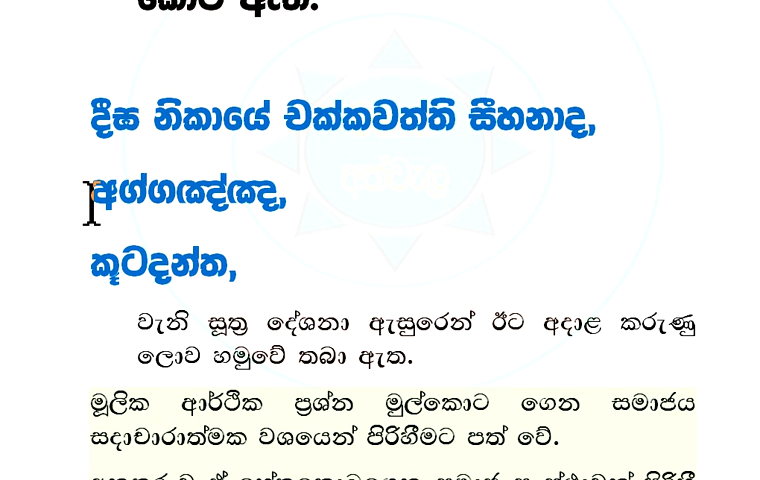 කොට ඇත.
දීඝ නිකායේ චක්කවත්ති සීහනාද,
අග්ගඤ්ඤ,
කූටදන්ත,
වැනි සූත්‍ර දේශනා ඇසුරෙන් ඊට අදාළ කරුණු
ලොව හමුවේ තබා ඇත.
මූලික ආර්ථික ප්‍රශ්න මුල්කොට ගෙන සමාජය
සදාචාරාත්මක වශයෙන් පිරිහීමට පත් වේ.